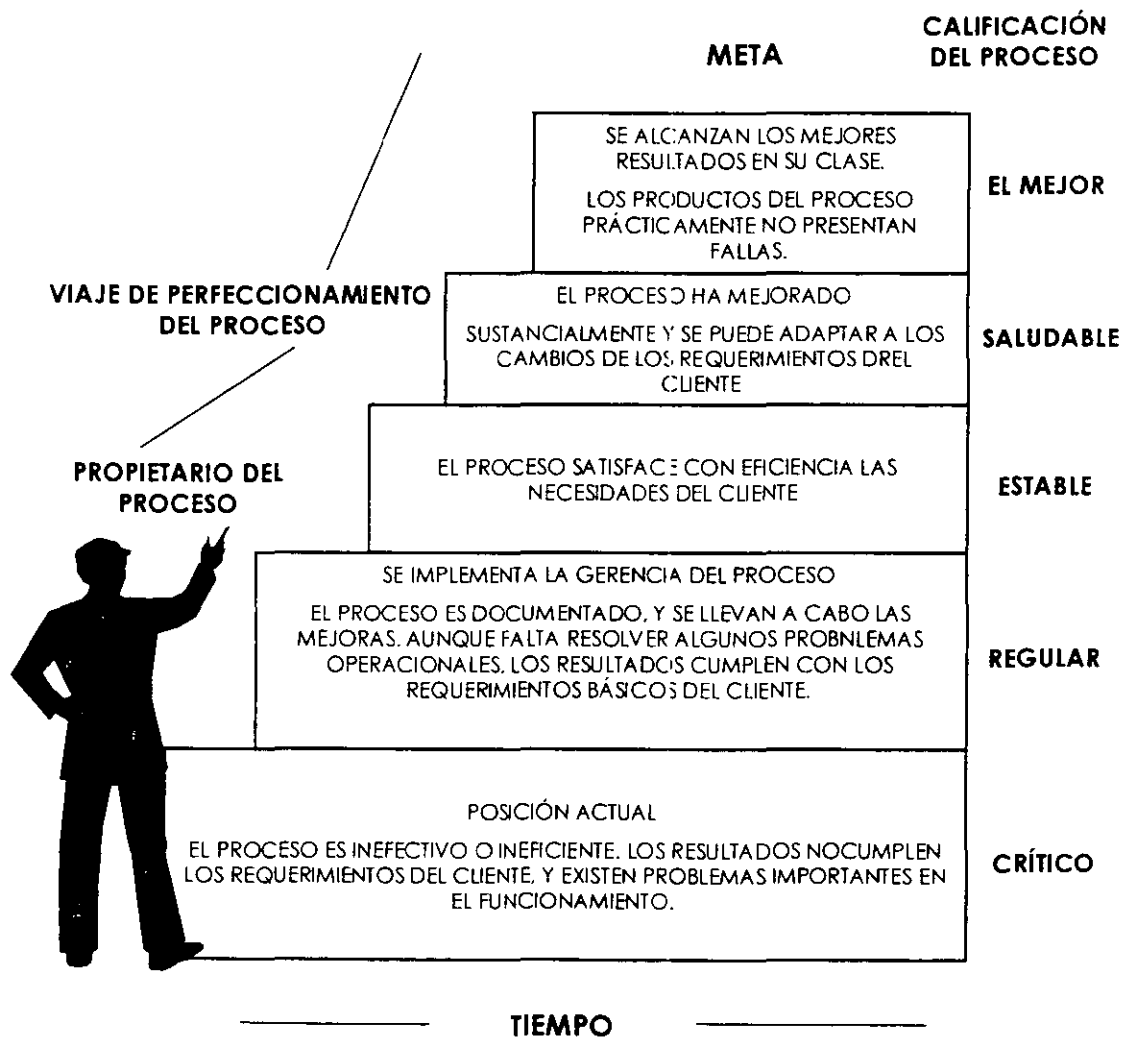 META
CALIFICACIÓN
DEL PROCESO
SE ALCANZAN LOS MEJORES
RESULTADOS EN SU CLASE.
LOS PRODUCTOS DEL PROCESO
PRÁCTICAMENTE NO PRESENTAN
FALLAS.
EL MEJOR
VIAJE DE PERFECCIONAMIENTO
DEL PROCESO
EL PROCESO HA MEJORADO
SUSTANCIALMENTE Y SE PUEDE ADAPTAR A LOS
CAMBIOS DE LOS REQUERIMIENTOS DREL
CLIENTE
SALUDABLE
PROPIETARIO DEL
PROCESO
EL PROCESO SATISFACE CON EFICIENCIA LAS
NECESIDADES DEL CLIENTE
ESTABLE
SE IMPLEMENTA LA GERENCIA DEL PROCESO
EL PROCESO ES DOCUMENTADO, Y SE LLEVAN A CABO LAS
MEJORAS. AUNQUE FALTA RESOLVER ALGUNOS PROBNLEMAS
OPERACIONALES, LOS RESULTADOS CUMPLEN CON LOS
REQUERIMIENTOS BÁSICOS DEL CLIENTE.
REGULAR
POSICIÓN ACTUAL
EL PROCESO ES INEFECTIVO O INEFICIENTE. LOS RESULTADOS NOCUMPLEN
LOS REQUERIMIENTOS DEL CLIENTE, Y EXISTEN PROBLEMAS IMPORTANTES EN
EL FUNCIONAMIENTO.
CRÍTICO
TIEMPO